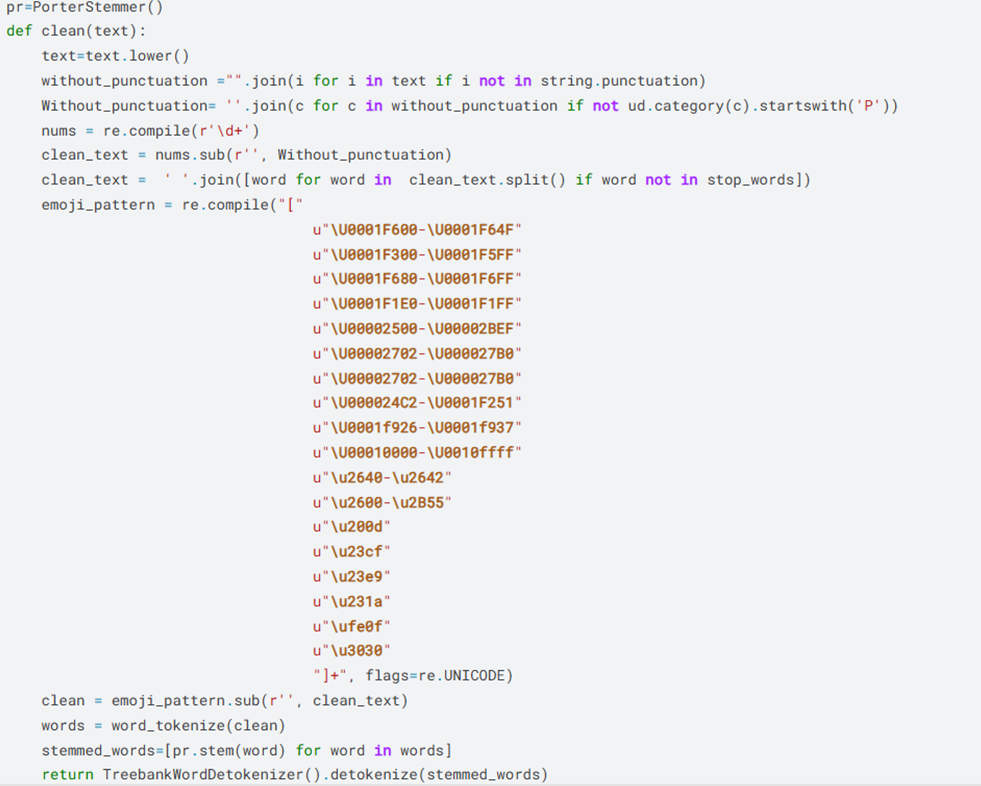 pr=PorterStemmer()
def clean(text):
    text=text.lower()
    without_punctuation ="".join(i for i in text if i not in string.punctuation)
    Without_punctuation= ''.join(c for c in without_punctuation if not ud.category(c).startswith('P'))
    nums = re.compile(r'\d+')
    clean_text = nums.sub(r'', Without_punctuation)
    clean_text =  ' '.join([word for word in  clean_text.split() if word not in stop_words])
    emoji_pattern = re.compile("["
                               u"\U0001F600-\U0001F64F"
                               u"\U0001F300-\U0001F5FF"
                               u"\U0001F680-\U0001F6FF"
                               u"\U0001F1E0-\U0001F1FF"
                               u"\U00002500-\U00002BEF"
                               u"\U00002702-\U000027B0"
                               u"\U00002702-\U000027B0"
                               u"\U000024C2-\U0001F251"
                               u"\U0001f926-\U0001f937"
                               u"\U00010000-\U0010ffff"
                               u"\u2640-\u2642"
                               u"\u2600-\u2B55"
                               u"\u200d"
                               u"\u23cf"
                               u"\u23e9"
                               u"\u231a"
                               u"\ufe0f"
                               u"\u3030"
                               "]+", flags=re.UNICODE)
    clean = emoji_pattern.sub(r'', clean_text)
    words = word_tokenize(clean)
    stemmed_words=[pr.stem(word) for word in words]
    return TreebankWordDetokenizer().detokenize(stemmed_words)